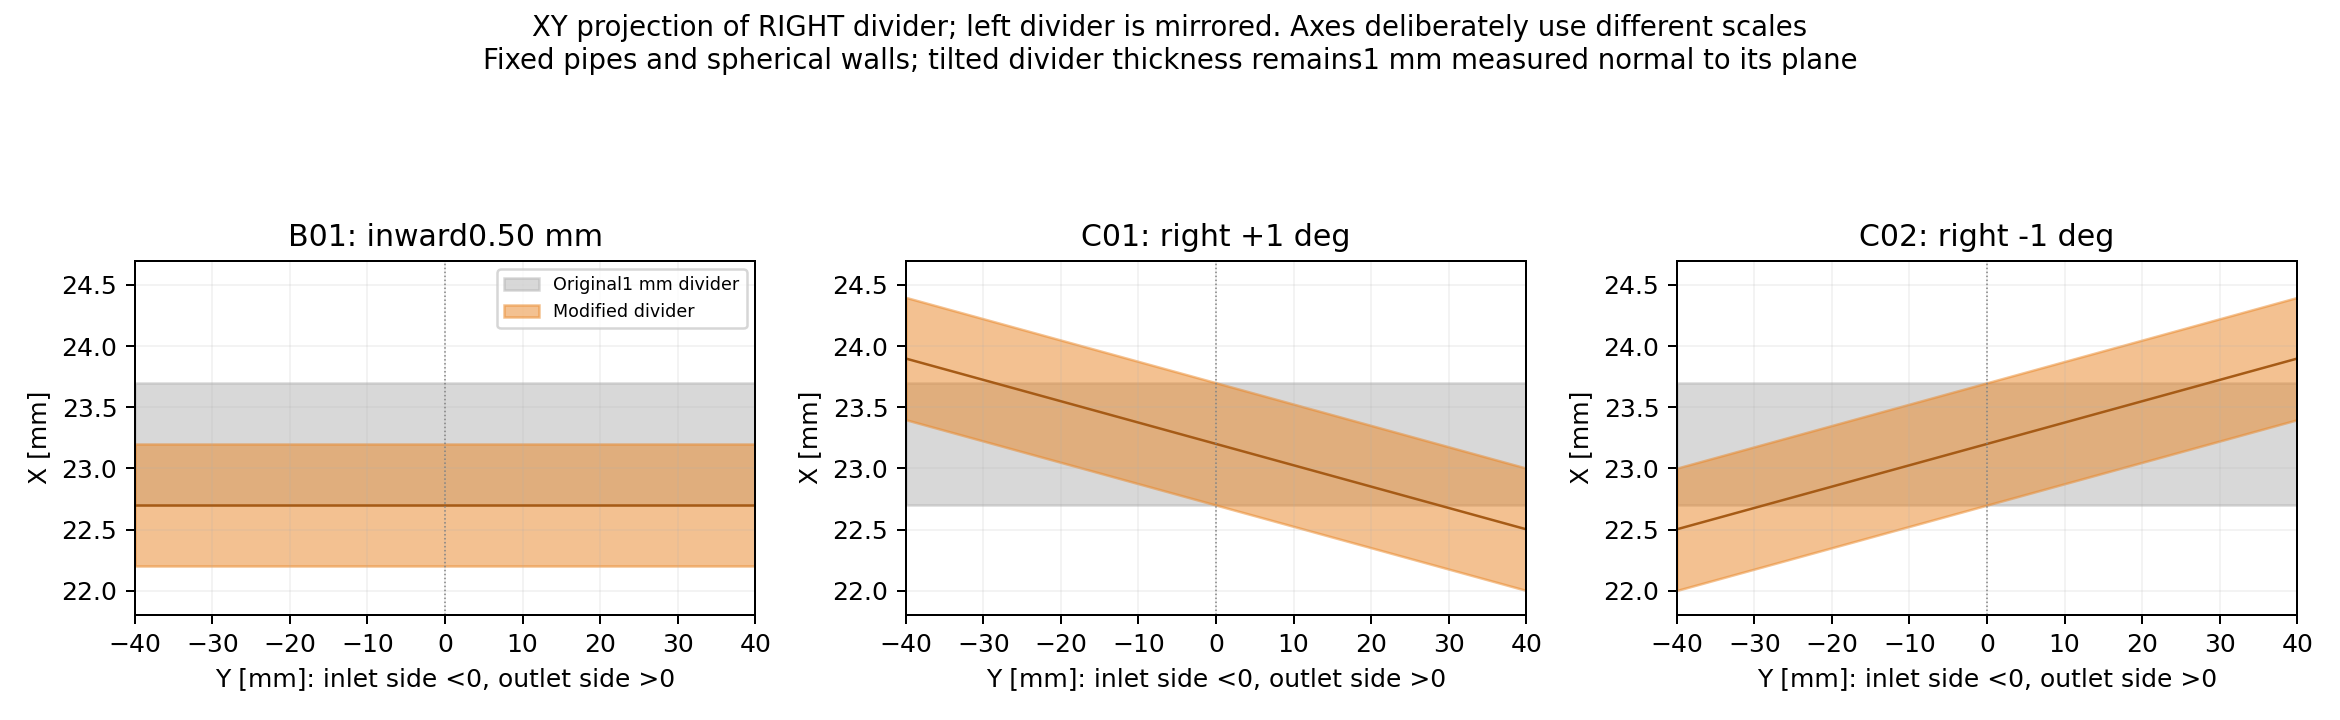 XY projection of RIGHT divider; left divider is mirrored. Axes deliberately use different scales
Fixed pipes and spherical walls; tilted divider thickness remains1 mm measured normal to its plane
B01: inward0.50 mm
Original1 mm divider
Modified divider
24.5
24.0
23.5
23.0
22.5
22.0
X [mm]
−40 −30 −20 −10 0 10 20 30 40
Y [mm]: inlet side <0, outlet side >0
C01: right +1 deg
24.5
24.0
23.5
23.0
22.5
22.0
X [mm]
−40 −30 −20 −10 0 10 20 30 40
Y [mm]: inlet side <0, outlet side >0
C02: right -1 deg
24.5
24.0
23.5
23.0
22.5
22.0
X [mm]
−40 −30 −20 −10 0 10 20 30 40
Y [mm]: inlet side <0, outlet side >0